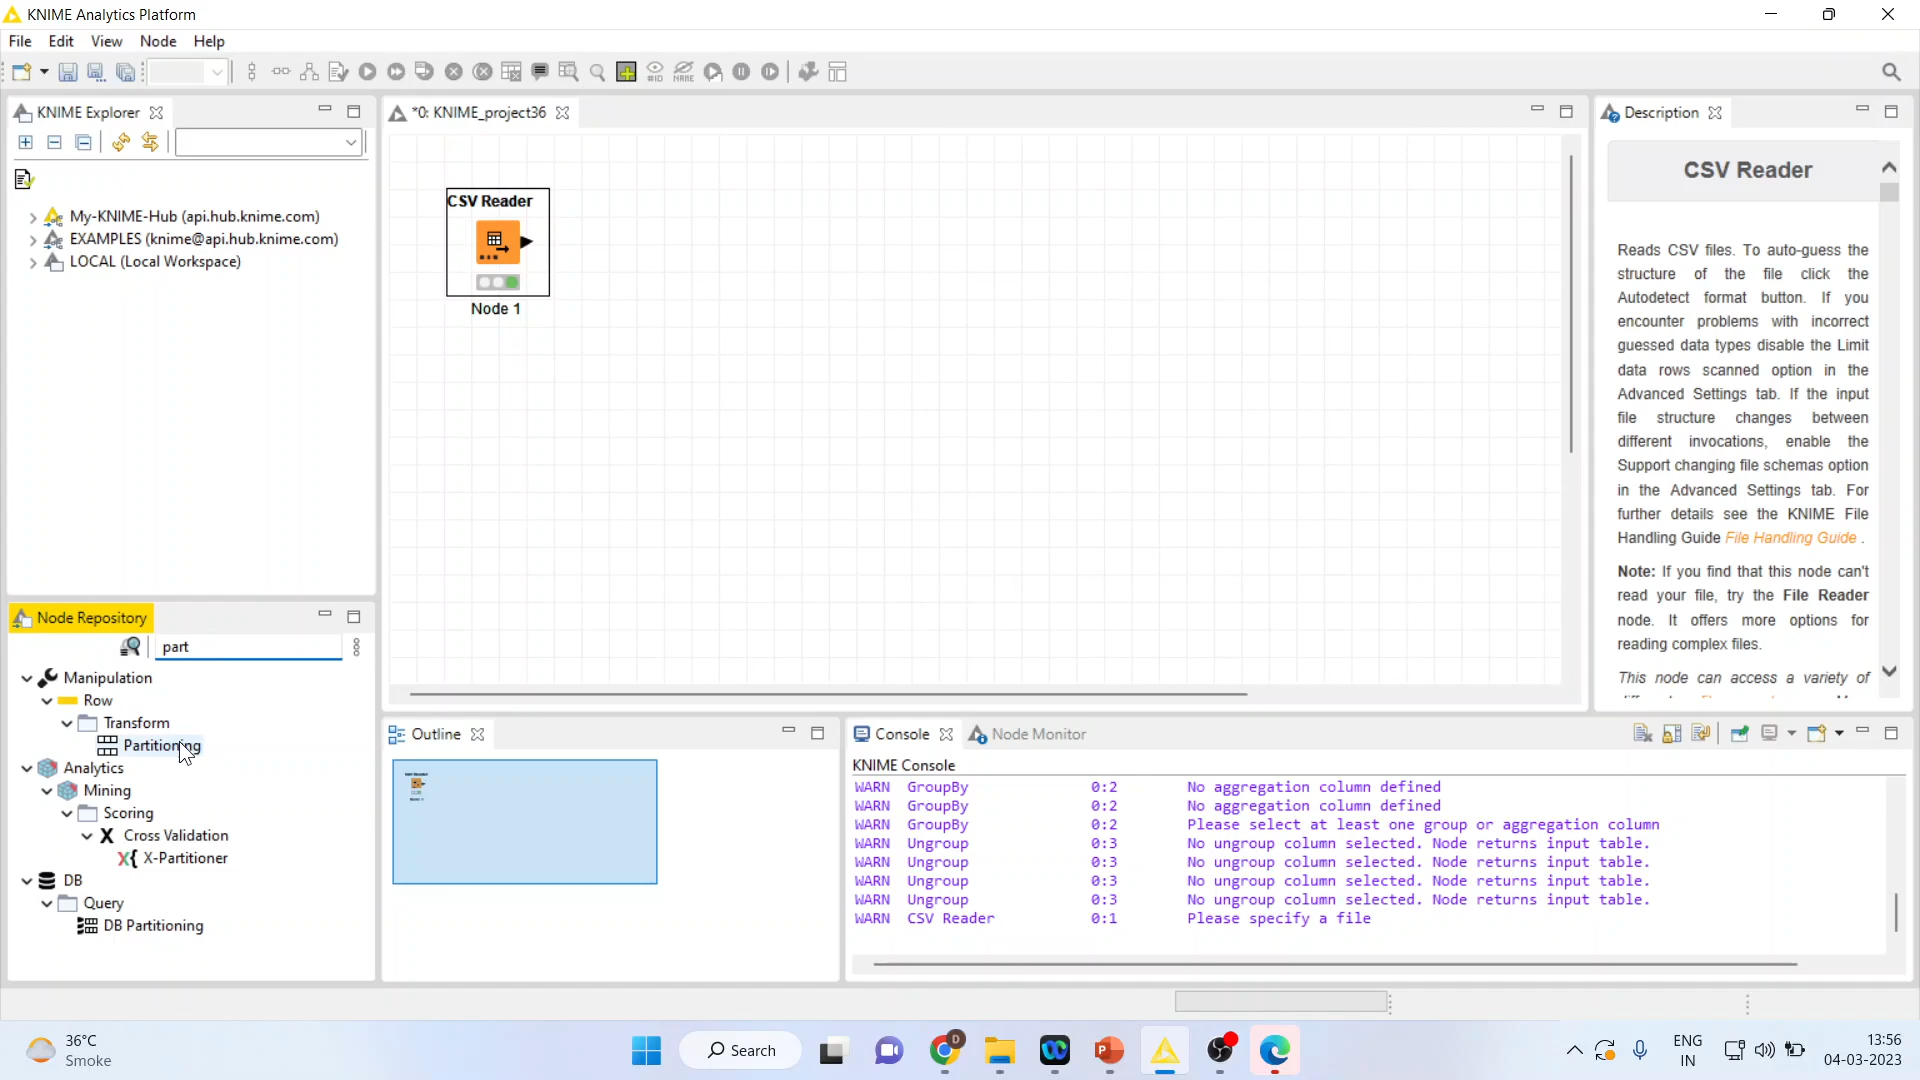 KNIME Analytics Platform
File Edit View Node Help
KNIME Explorer
My-KNIME-Hub (api.hub.knime.com)
EXAMPLES (knime@api.hub.knime.com)
LOCAL (Local Workspace)
*0: KNIME_project36
CSV Reader
Node 1
Description
CSV Reader
Reads CSV files. To auto-guess the
structure of the file click the
Autodetect format button. If you
encounter problems with incorrect
guessed data types disable the Limit
data rows scanned option in the
Advanced Settings tab. If the input
file structure changes between
different invocations, enable the
Support changing file schemas option
in the Advanced Settings tab. For
further details see the KNIME File
Handling Guide File Handling Guide .
Note: If you find that this node can't
read your file, try the File Reader
node. It offers more options for
reading complex files.
This node can access a variety of
Node Repository
part
Manipulation
Row
Transform
Partitioning
Analytics
Mining
Scoring
Cross Validation
X-Partitioner
DB
Query
DB Partitioning
Outline
Console
Node Monitor
KNIME Console
WARN GroupBy 0:2 No aggregation column defined
WARN GroupBy 0:2 No aggregation column defined
WARN GroupBy 0:2 Please select at least one group or aggregation column
WARN Ungroup 0:3 No ungroup column selected. Node returns input table.
WARN Ungroup 0:3 No ungroup column selected. Node returns input table.
WARN Ungroup 0:3 No ungroup column selected. Node returns input table.
WARN Ungroup 0:3 No ungroup column selected. Node returns input table.
WARN CSV Reader 0:1 Please specify a file
36°C
Smoke
Search
ENG
IN
13:56
04-03-2023